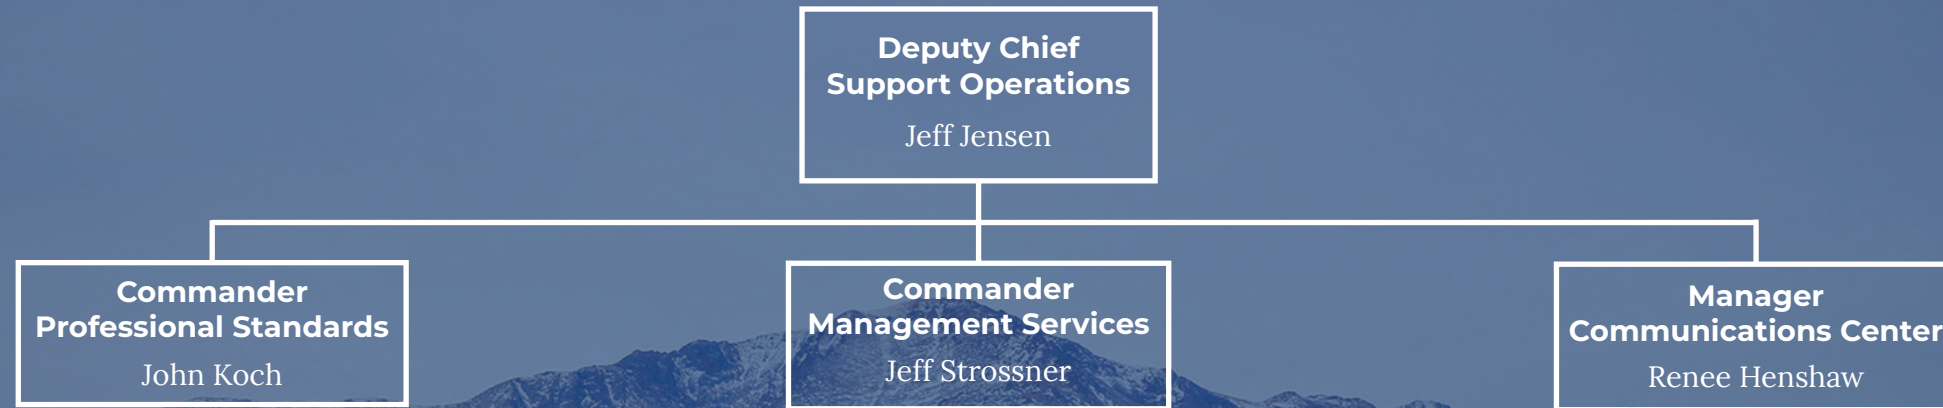 Deputy Chief
Support Operations
Jeff Jensen
Commander
Professional Standards
John Koch
Commander
Management Services
Jeff Strossner
Manager
Communications Center
Renee Henshaw